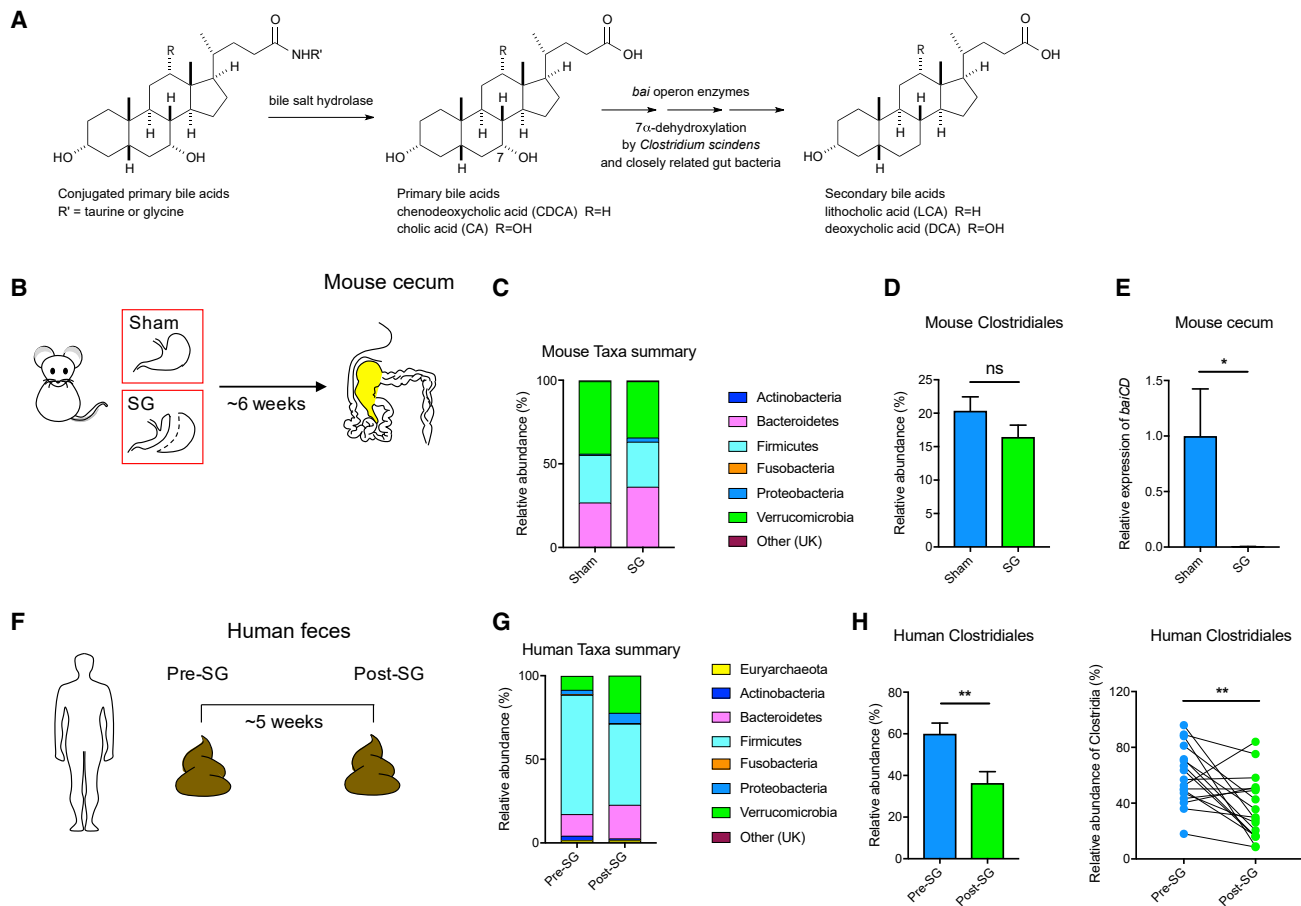 A
O
R
NHR'
H
H
H
HO
OH
H
Conjugated primary bile acids
R' = taurine or glycine
bile salt hydrolase
O
R
OH
H
H
H
HO
7
OH
H
Primary bile acids
chenodeoxycholic acid (CDCA) R=H
cholic acid (CA) R=OH
bai operon enzymes
7α-dehydroxylation
by Clostridium scindens
and closely related gut bacteria
O
R
OH
H
H
H
HO
H
Secondary bile acids
lithocholic acid (LCA) R=H
deoxycholic acid (DCA) R=OH
B
Sham
SG
~6 weeks
Mouse cecum
C
Mouse Taxa summary
Relative abundance (%)
100
50
0
Sham
SG
Actinobacteria
Bacteroidetes
Firmicutes
Fusobacteria
Proteobacteria
Verrucomicrobia
Other (UK)
D
Mouse Clostridiales
ns
Relative abundance (%)
25
20
15
10
5
0
Sham
SG
E
Mouse cecum
*
Relative expression of baiCD
1.5
1.0
0.5
0.0
Sham
SG
F
Human feces
Pre-SG
Post-SG
~5 weeks
G
Human Taxa summary
Relative abundance (%)
100
50
0
Pre-SG
Post-SG
Euryarchaeota
Actinobacteria
Bacteroidetes
Firmicutes
Fusobacteria
Proteobacteria
Verrucomicrobia
Other (UK)
H
Human Clostridiales
**
Relative abundance (%)
80
60
40
20
0
Pre-SG
Post-SG
Human Clostridiales
**
Relative abundance of Clostridia (%)
120
80
40
0
Pre-SG
Post-SG